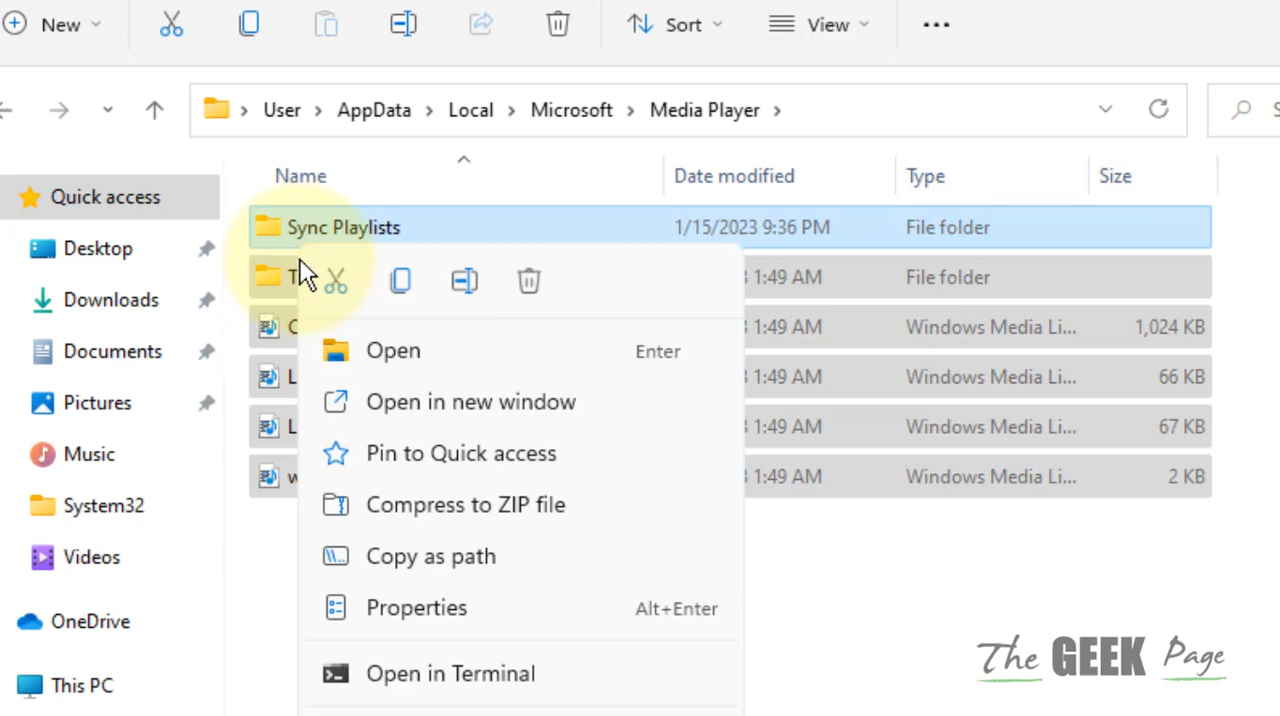 New
Sort
View
User > AppData > Local > Microsoft > Media Player >
Name Date modified Type Size
Quick access
Desktop
Downloads
Documents
Pictures
Music
System32
Videos
OneDrive
This PC
Sync Playlists 1/15/2023 9:36 PM File folder
1:49 AM File folder
1:49 AM Windows Media Li... 1,024 KB
1:49 AM Windows Media Li... 66 KB
1:49 AM Windows Media Li... 67 KB
1:49 AM Windows Media Li... 2 KB
Open Enter
Open in new window
Pin to Quick access
Compress to ZIP file
Copy as path
Properties Alt+Enter
Open in Terminal
The GEEK Page